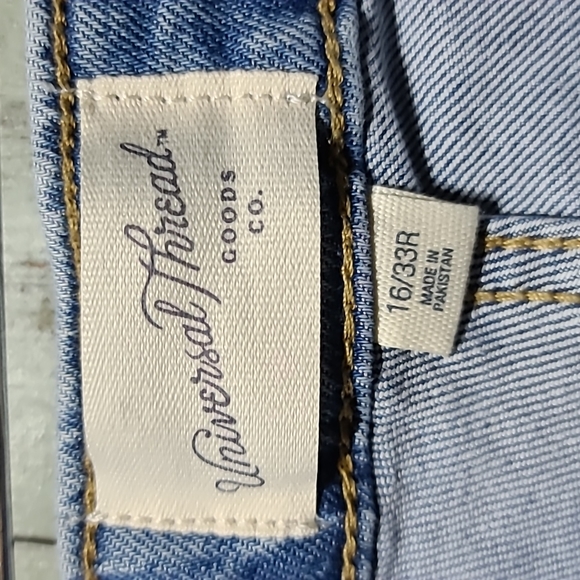 Universal Thread™
GOODS
CO.
16/33R
MADE IN
PAKISTAN